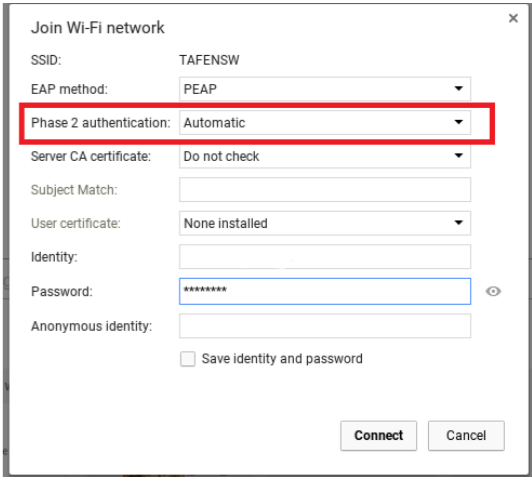 Join Wi-Fi network
SSID: TAFENSW
EAP method: PEAP
Phase 2 authentication: Automatic
Server CA certificate: Do not check
Subject Match:
User certificate: None installed
Identity:
Password: ********
Anonymous identity:
Save identity and password
Connect Cancel